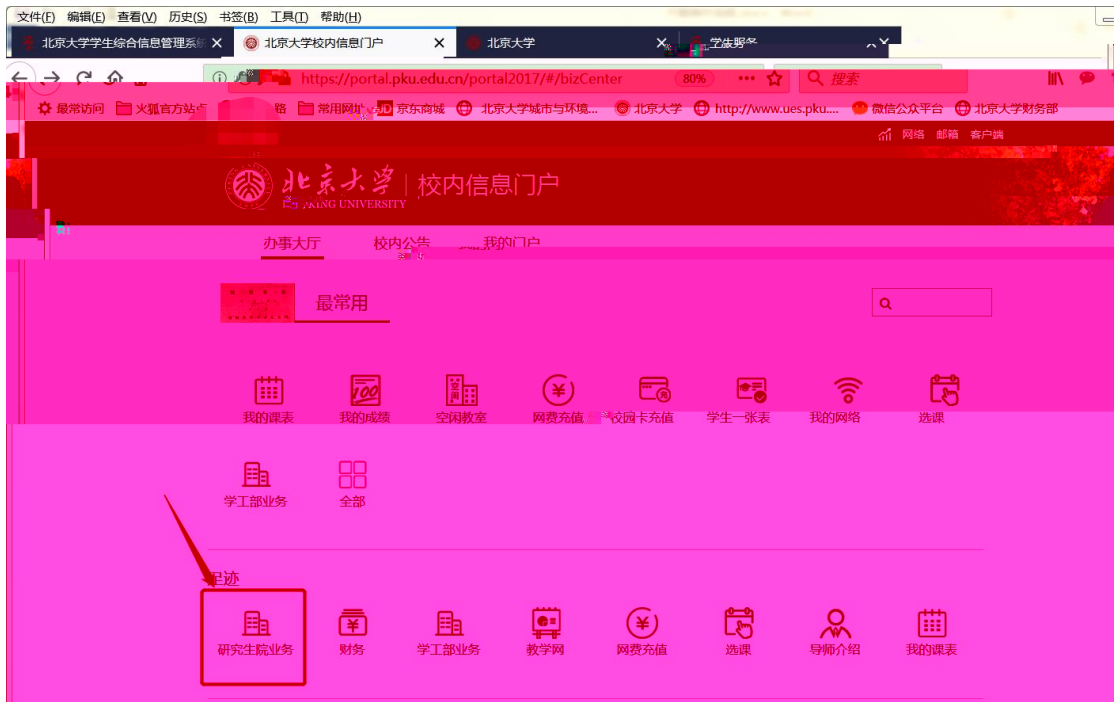 文件(F) 编辑(E) 查看(V) 历史(S) 书签(B) 工具(T) 帮助(H)
北京大学学生综合信息管理系统 北京大学校内信息门户 北京大学
https://portal.pku.edu.cn/portal2017/#/bizCenter 80% 搜索
最常访问 火狐官方站点 常用网址 JD 京东商城 北京大学城市与环境... 北京大学 http://www.ues.pku.... 微信公众平台 北京大学财务部
网络 邮箱 客户端
北京大学 校内信息门户
PEKING UNIVERSITY
办事大厅 校内公告 我的门户
最常用
我的课表 我的成绩 空闲教室 网费充值 校园卡充值 学生一张表 我的网络 选课
学工部业务 全部
足迹
研究生院业务 财务 学工部业务 教学网 网费充值 选课 导师介绍 我的课表